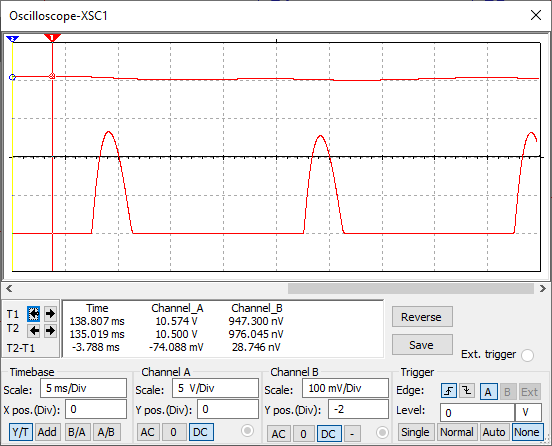 Oscilloscope-XSC1
2 1
T1
T2
T2-T1
Time Channel_A Channel_B
138.807 ms 10.574 V 947.300 nV
135.019 ms 10.500 V 976.045 nV
-3.788 ms -74.088 mV 28.746 nV
Reverse
Save
Ext. trigger
Timebase
Scale: 5 ms/Div
X pos.(Div): 0
Y/T Add B/A A/B
Channel A
Scale: 5 V/Div
Y pos.(Div): 0
AC 0 DC
Channel B
Scale: 100 mV/Div
Y pos.(Div): -2
AC 0 DC -
Trigger
Edge: A B Ext
Level: 0 V
Single Normal Auto None